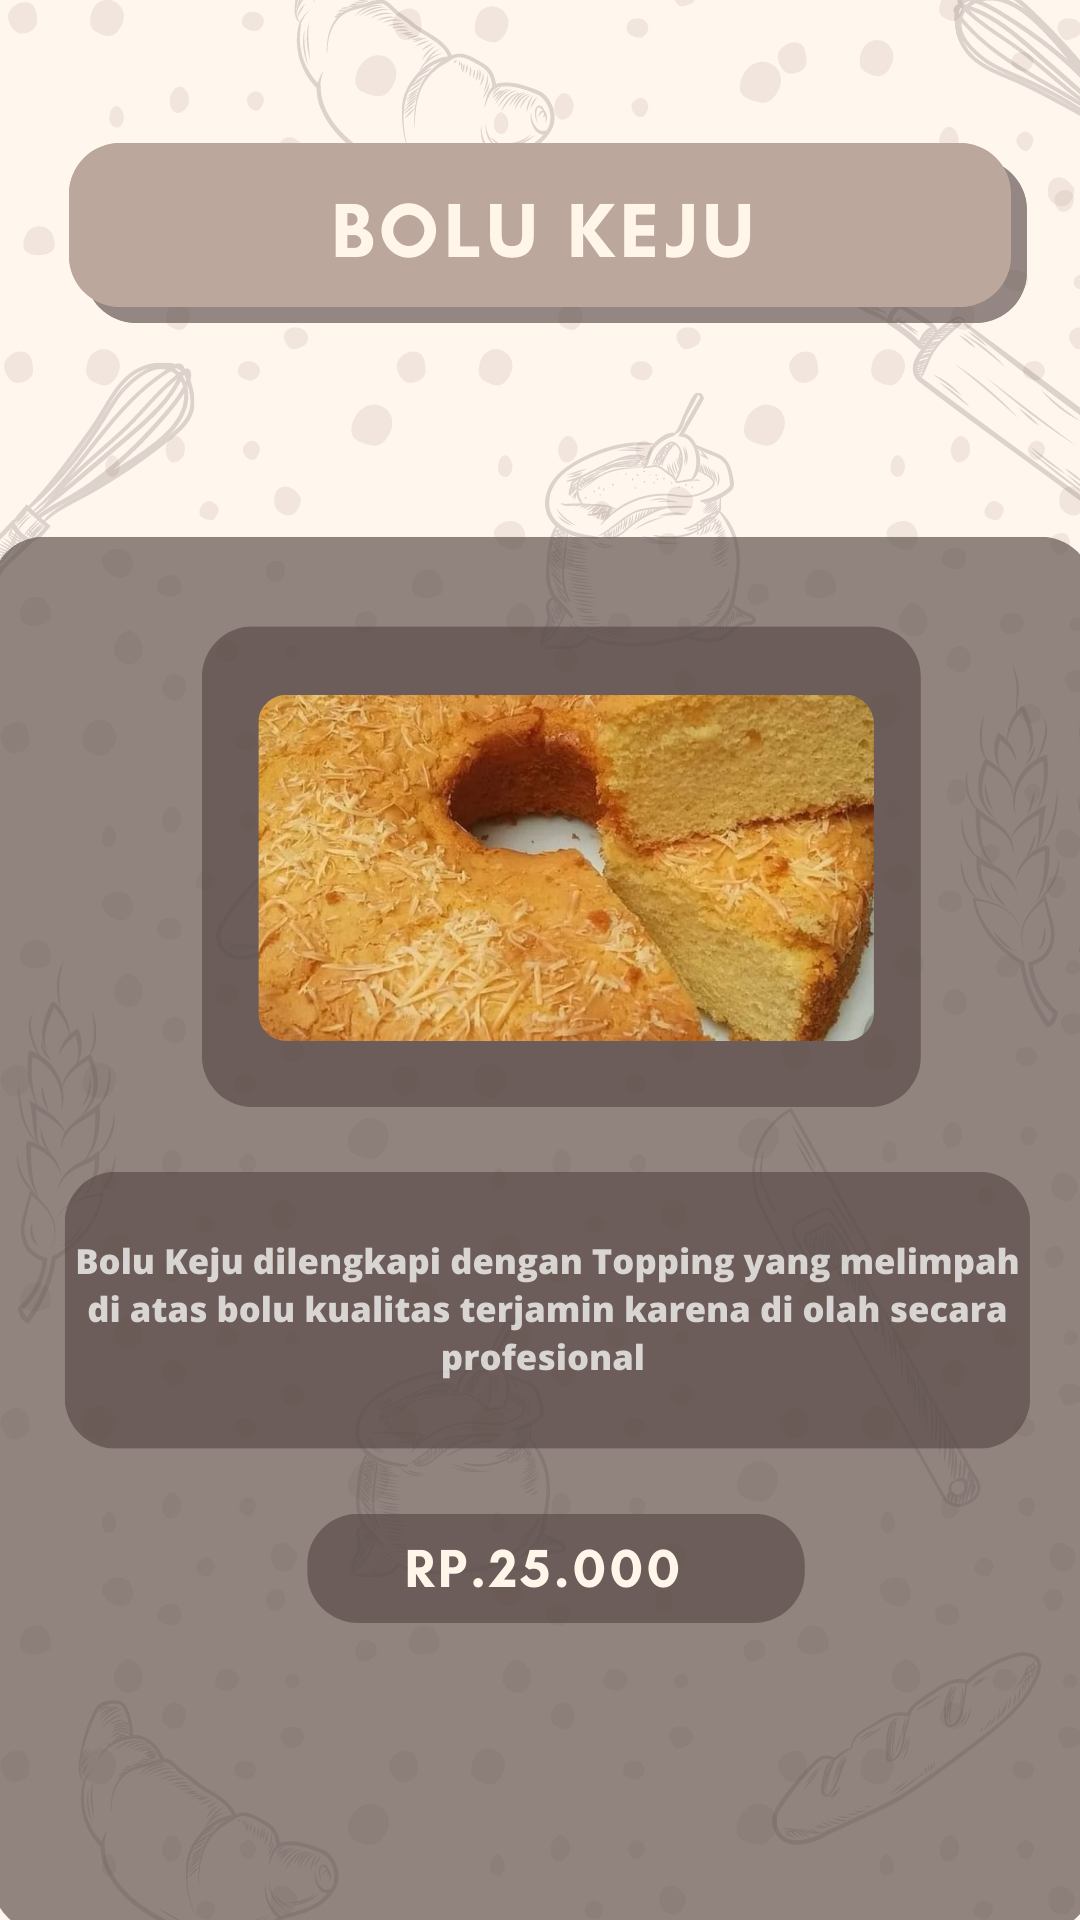 BOLU KEJU
Bolu Keju dilengkapi dengan Topping yang melimpah
di atas bolu kualitas terjamin karena di olah secara
profesional
RP.25.000